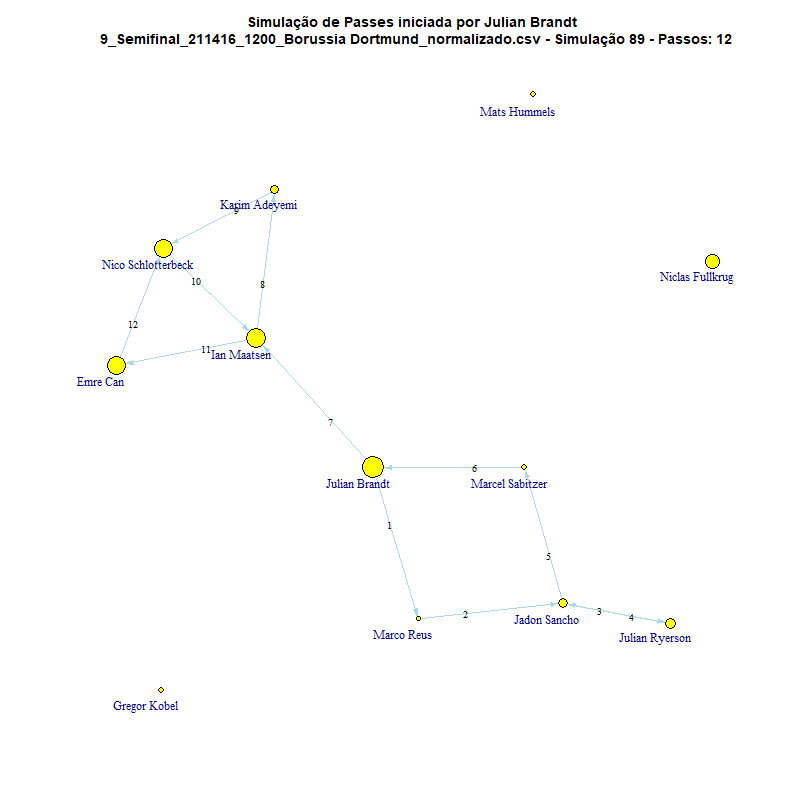 Simulação de Passes iniciada por Julian Brandt
9_Semifinal_211416_1200_Borussia Dortmund_normalizado.csv - Simulação 89 - Passos: 12
Mats Hummels
Karim Adeyemi
9
Nico Schlotterbeck
Niclas Fullkrug
10
8
12
11
Ian Maatsen
Emre Can
7
6
Julian Brandt
Marcel Sabitzer
1
5
2
3
4
Jadon Sancho
Marco Reus
Julian Ryerson
Gregor Kobel